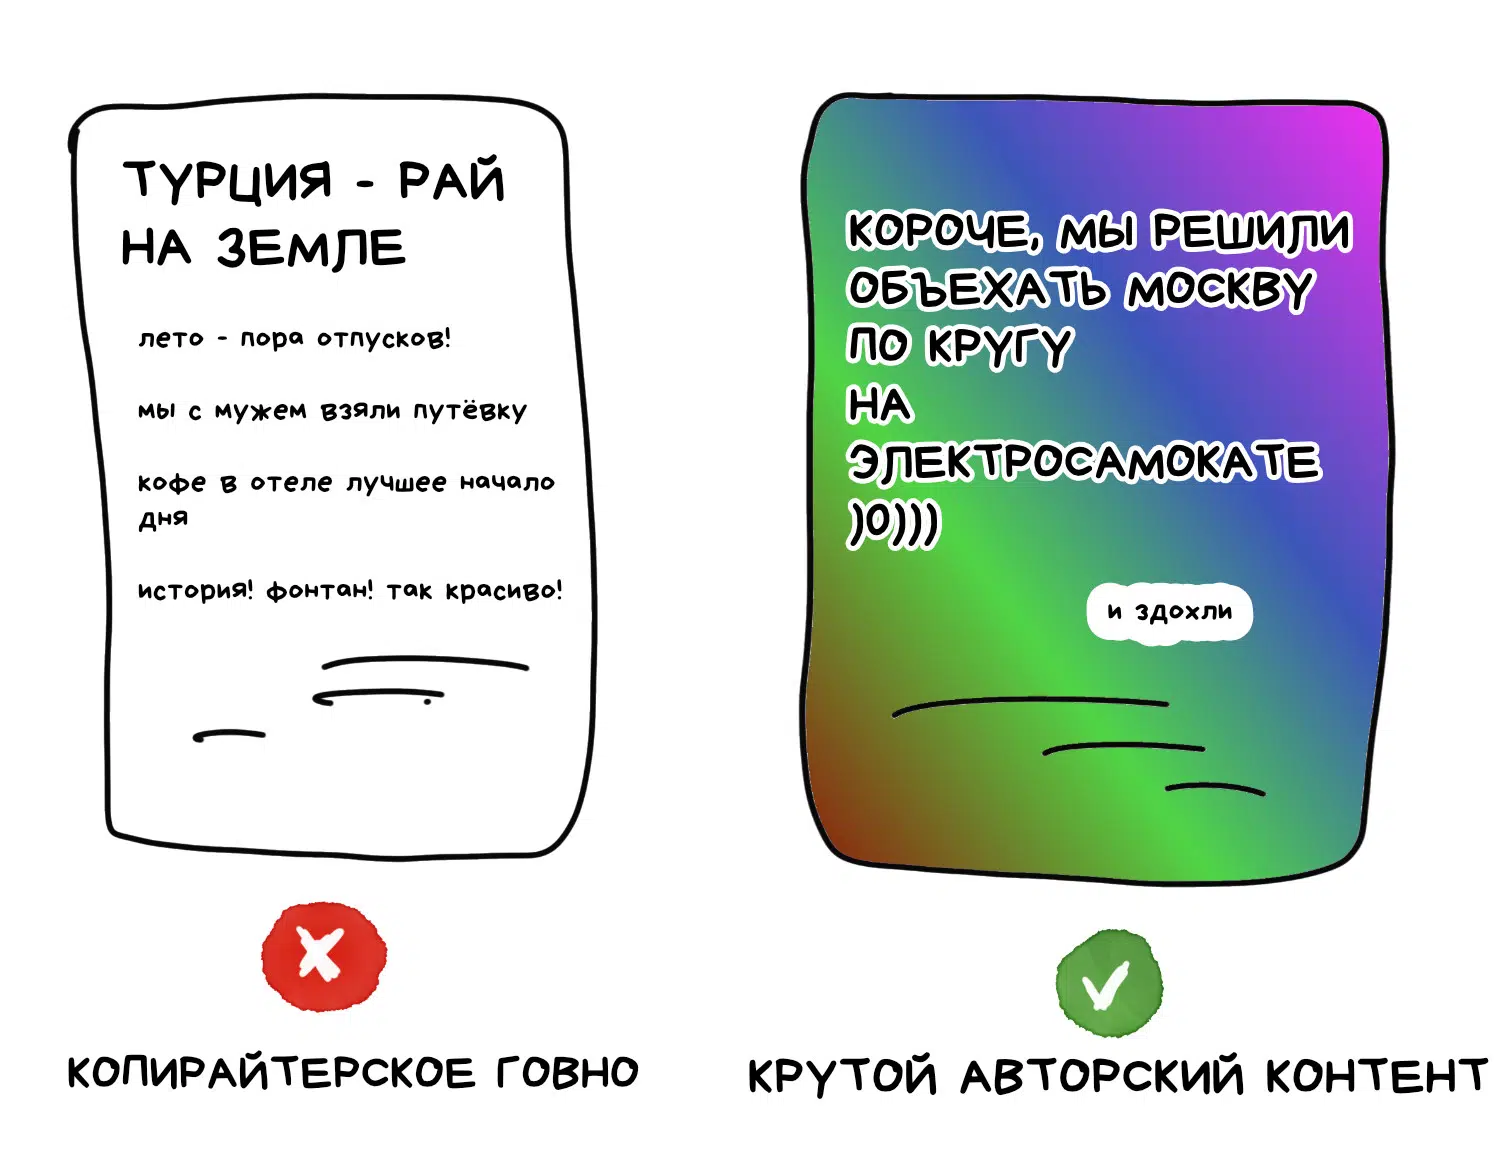 ТУРЦИЯ - РАЙ
НА ЗЕМЛЕ
лето - пора отпусков!
мы с мужем взяли путёвку
кофе в отеле лучшее начало
дня
история! фонтан! так красиво!
КОПИРАЙТЕРСКОЕ ГОВНО
КОРОЧЕ, МЫ РЕШИЛИ
ОБЪЕХАТЬ МОСКВУ
ПО КРУГУ
НА
ЭЛЕКТРОСАМОКАТЕ
)0)))
и здохли
КРУТОЙ АВТОРСКИЙ КОНТЕНТ